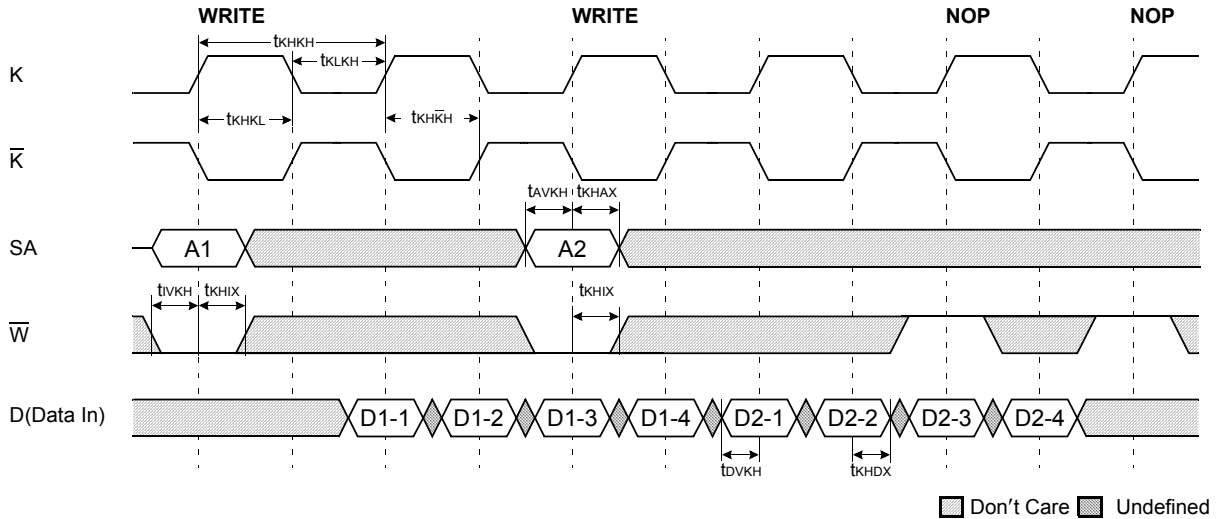 WRITE WRITE NOP NOP
tKHKH
tKLKH
K
tKHKL tKHK̅H
K̅
tAVKH tKHAX
SA A1 A2
tIVKH tKHIX tKHIX
W̅
D(Data In) D1-1 D1-2 D1-3 D1-4 D2-1 D2-2 D2-3 D2-4
tDVKH tKHDX
Don't Care Undefined